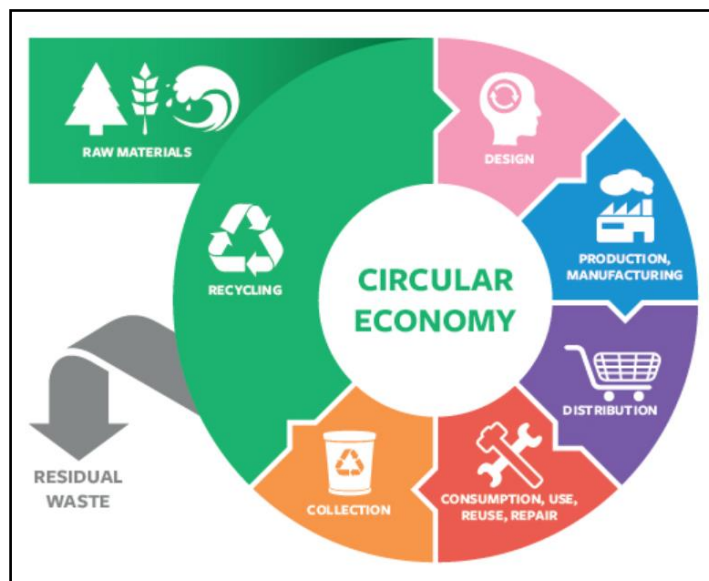 RAW MATERIALS
DESIGN
PRODUCTION,
MANUFACTURING
RECYCLING
CIRCULAR
ECONOMY
DISTRIBUTION
CONSUMPTION, USE,
REUSE, REPAIR
COLLECTION
RESIDUAL
WASTE